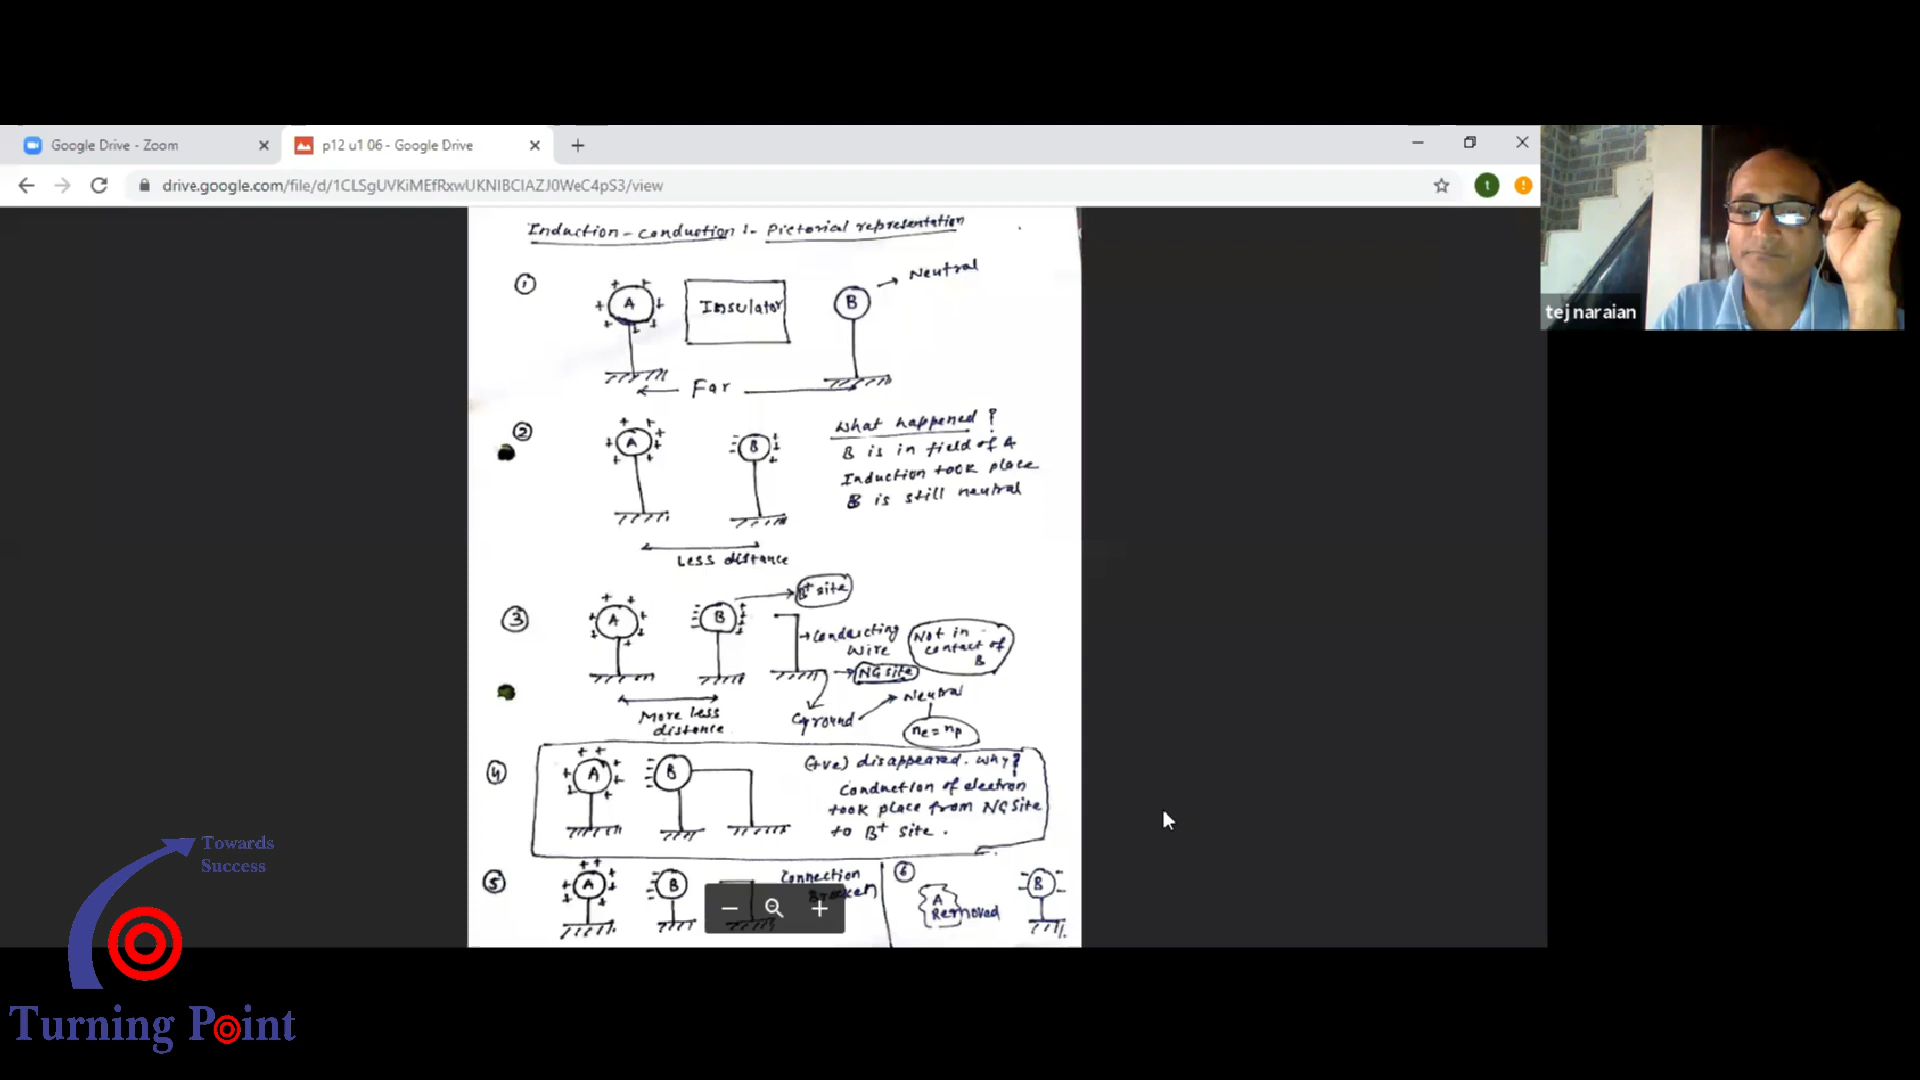 Google Drive - Zoom
p12 u1 06 - Google Drive
drive.google.com/file/d/1CLSgUVKiMEfRxwUKNIBCIAZJ0WeC4pS3/view
t
tej naraian
Induction - conduction :- Pictorial representation
1
A
Insulator
B
Neutral
Far
2
A
B
What happened?
B is in field of A
Induction took place
B is still neutral
Less distance
3
A
B
B+ site
Conducting
wire
Not in
contact of
B
NG site
Neutral
More less
distance
Ground
ne = np
4
A
B
(+ve) disappeared. Why?
Conduction of electron
took place from NG site
to B+ site.
5
A
B
Connection
6
A
Removed
B
Towards
Success
Turning Point